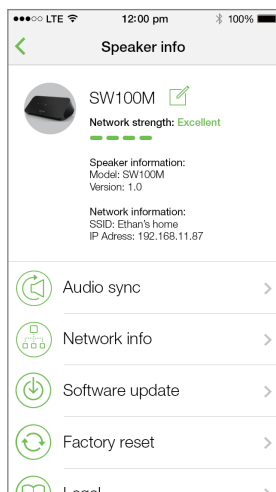 LTE 12:00 pm 100%
Speaker info
SW100M
Network strength: Excellent
Speaker information:
Model: SW100M
Version: 1.0
Network information:
SSID: Ethan's home
IP Adress: 192.168.11.87
Audio sync
Network info
Software update
Factory reset
Legal